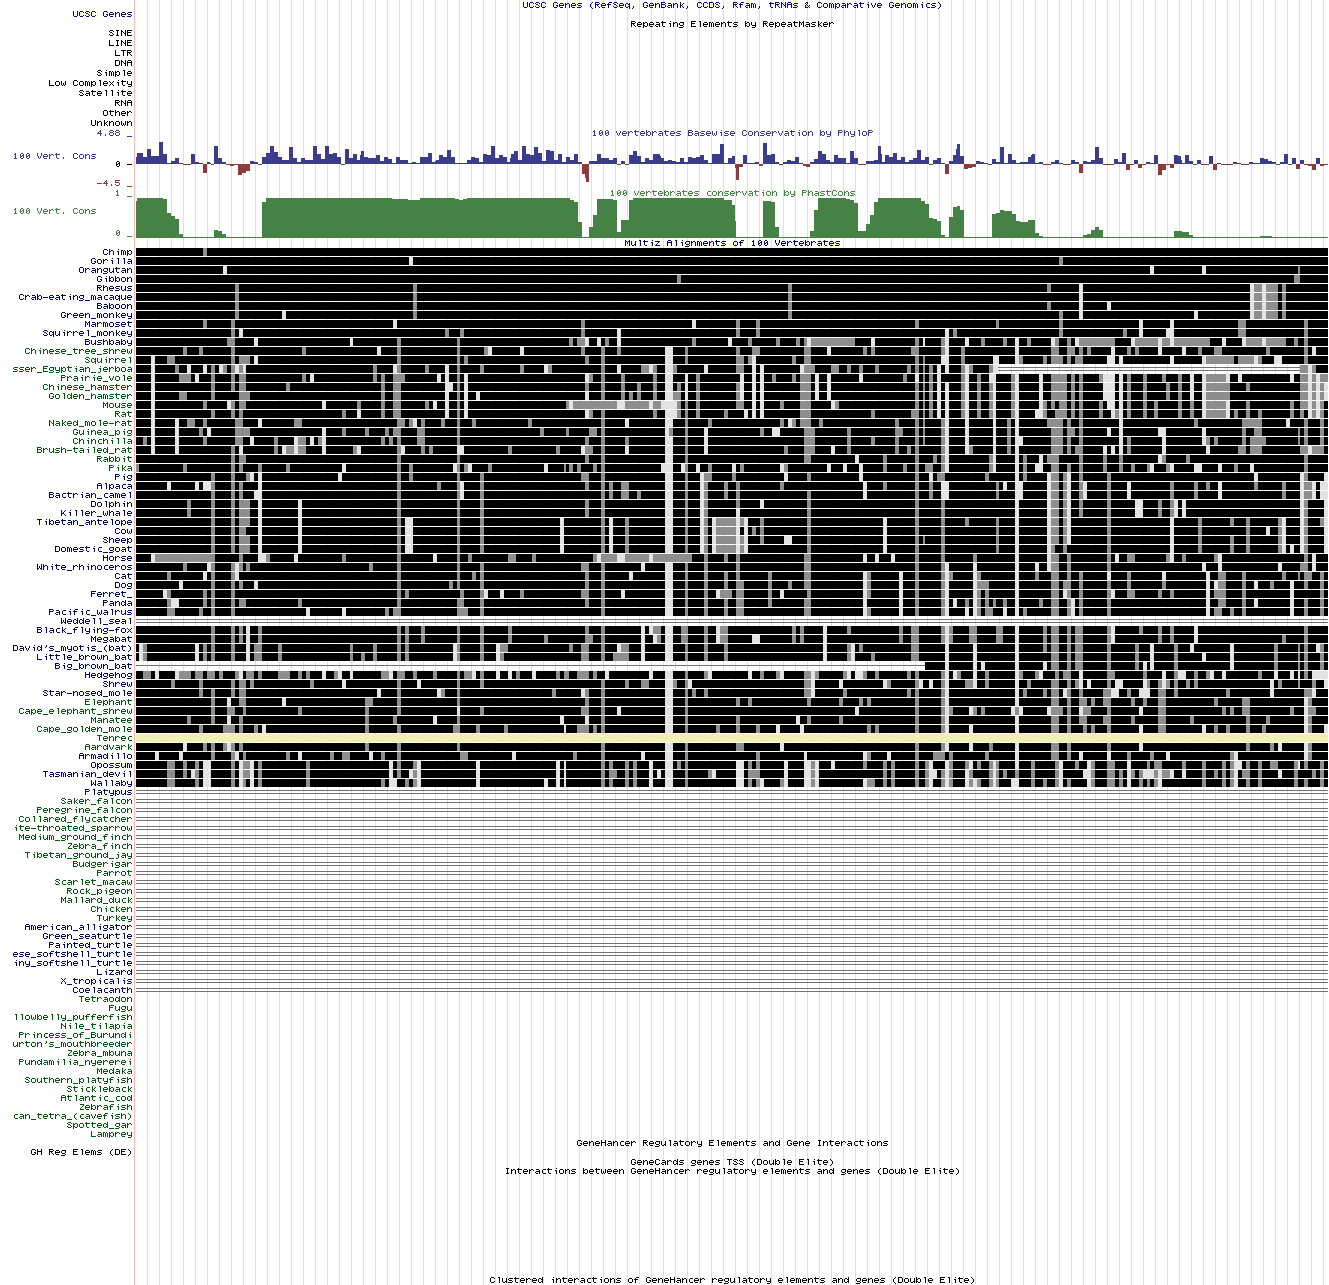 UCSC Genes (RefSeq, GenBank, CCDS, Rfam, tRNAs & Comparative Genomics)
UCSC Genes
Repeating Elements by RepeatMasker
SINE
LINE
LTR
DNA
Simple
Low Complexity
Satellite
RNA
Other
Unknown
4.88 _
100 vertebrates Basewise Conservation by PhyloP
100 Vert. Cons
0 _
-4.5 _
1 _
100 vertebrates conservation by PhastCons
100 Vert. Cons
0 _
Multiz Alignments of 100 Vertebrates
Chimp
Gorilla
Orangutan
Gibbon
Rhesus
Crab-eating_macaque
Baboon
Green_monkey
Marmoset
Squirrel_monkey
Bushbaby
Chinese_tree_shrew
Squirrel
sser_Egyptian_jerboa
Prairie_vole
Chinese_hamster
Golden_hamster
Mouse
Rat
Naked_mole-rat
Guinea_pig
Chinchilla
Brush-tailed_rat
Rabbit
Pika
Pig
Alpaca
Bactrian_camel
Dolphin
Killer_whale
Tibetan_antelope
Cow
Sheep
Domestic_goat
Horse
White_rhinoceros
Cat
Dog
Ferret_
Panda
Pacific_walrus
Weddell_seal
Black_flying-fox
Megabat
David's_myotis_(bat)
Little_brown_bat
Big_brown_bat
Hedgehog
Shrew
Star-nosed_mole
Elephant
Cape_elephant_shrew
Manatee
Cape_golden_mole
Tenrec
Aardvark
Armadillo
Opossum
Tasmanian_devil
Wallaby
Platypus
Saker_falcon
Peregrine_falcon
Collared_flycatcher
ite-throated_sparrow
Medium_ground_finch
Zebra_finch
Tibetan_ground_jay
Budgerigar
Parrot
Scarlet_macaw
Rock_pigeon
Mallard_duck
Chicken
Turkey
American_alligator
Green_seaturtle
Painted_turtle
ese_softshell_turtle
iny_softshell_turtle
Lizard
X_tropicalis
Coelacanth
Tetraodon
Fugu
llowbelly_pufferfish
Nile_tilapia
Princess_of_Burundi
urton's_mouthbreeder
Zebra_mbuna
Pundamilia_nyererei
Medaka
Southern_platyfish
Stickleback
Atlantic_cod
Zebrafish
can_tetra_(cavefish)
Spotted_gar
Lamprey
GeneHancer Regulatory Elements and Gene Interactions
GH Reg Elems (DE)
GeneCards genes TSS (Double Elite)
Interactions between GeneHancer regulatory elements and genes (Double Elite)
Clustered interactions of GeneHancer regulatory elements and genes (Double Elite)